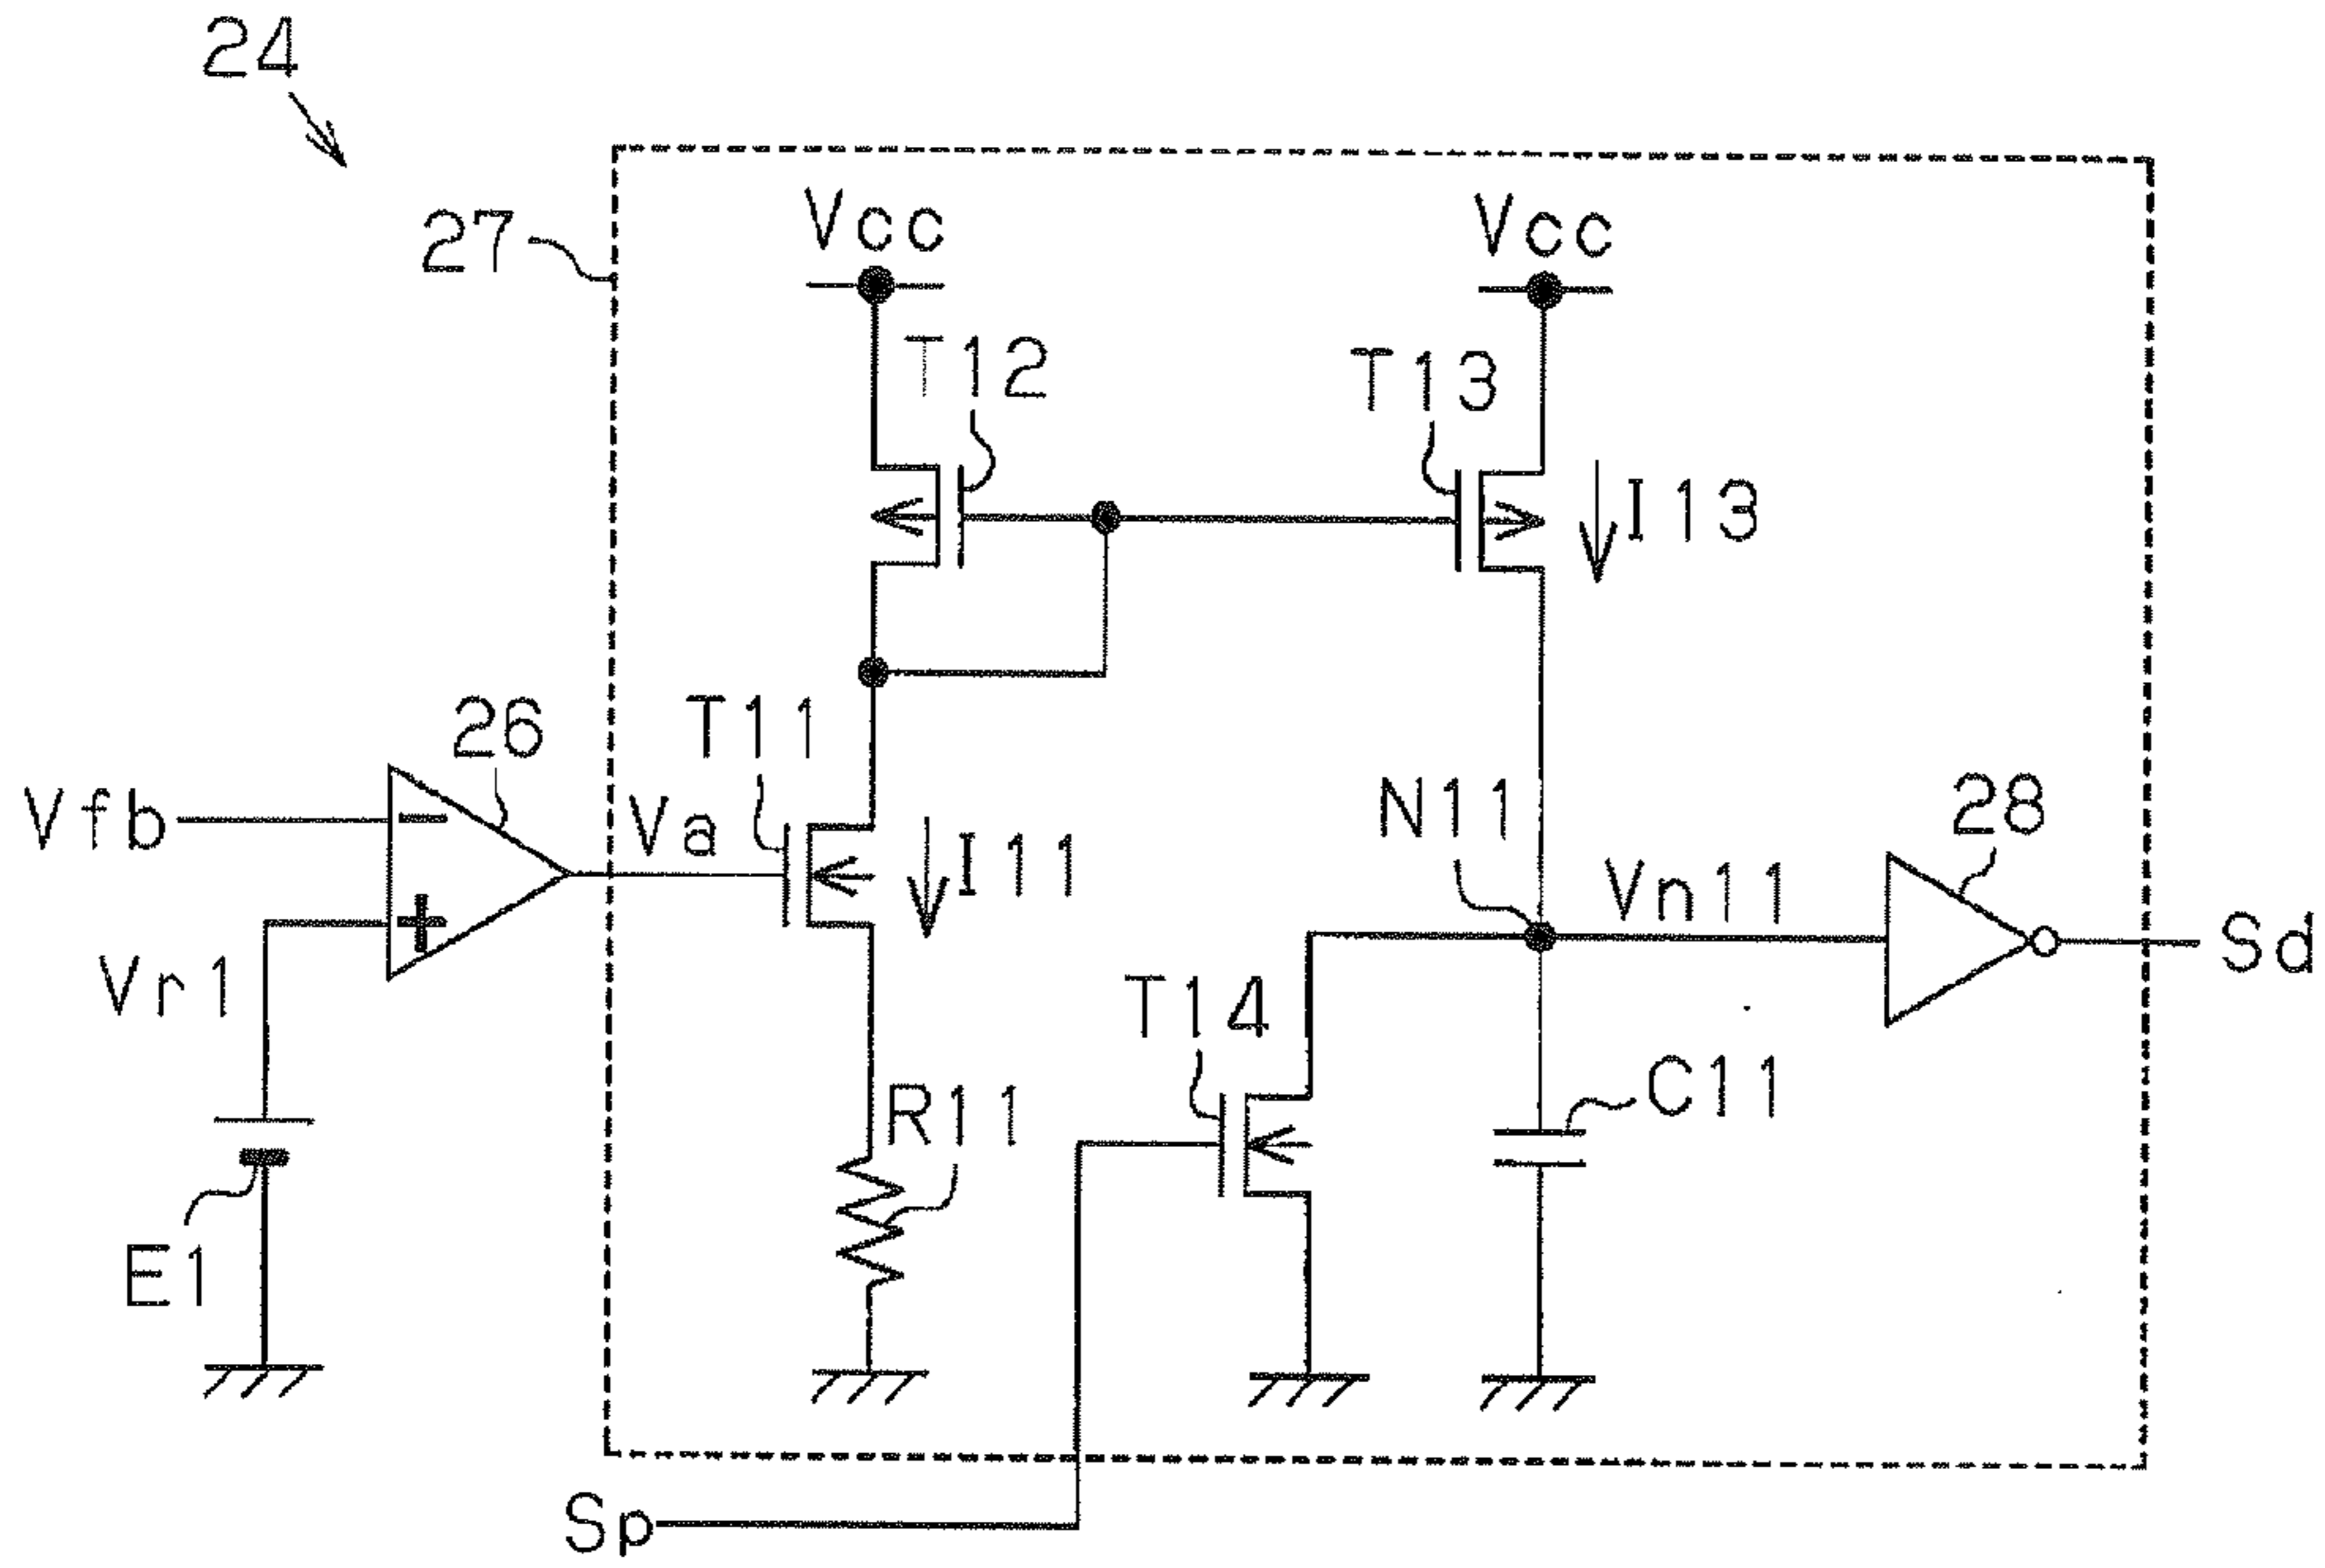 24
27
Vcc
Vcc
T12
T13
I13
26
T11
Vfb
Va
I11
N11
Vn11
28
Sd
Vr1
T14
R11
C11
E1
Sp